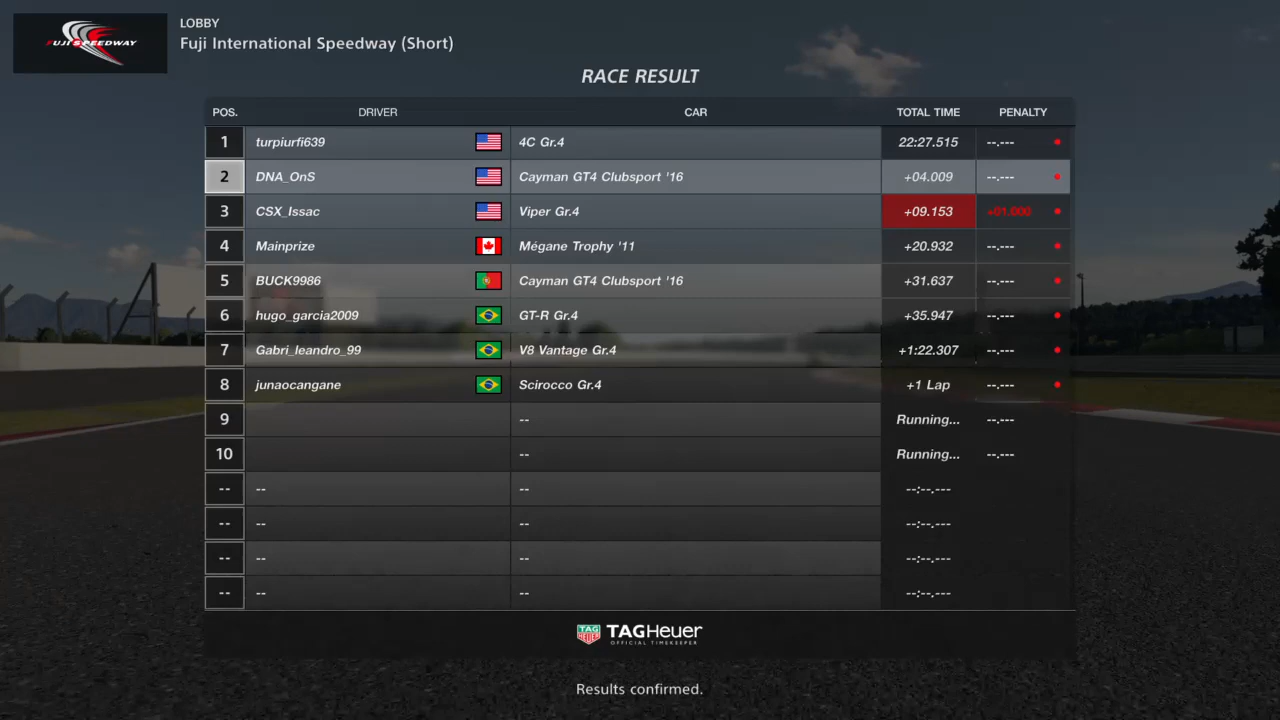 FUJI SPEEDWAY
LOBBY
Fuji International Speedway (Short)
RACE RESULT
POS. DRIVER CAR TOTAL TIME PENALTY
1 turpiurfi639 4C Gr.4 22:27.515 --.---
2 DNA_OnS Cayman GT4 Clubsport '16 +04.009 --.---
3 CSX_Issac Viper Gr.4 +09.153 +01.000
4 Mainprize Mégane Trophy '11 +20.932 --.---
5 BUCK9986 Cayman GT4 Clubsport '16 +31.637 --.---
6 hugo_garcia2009 GT-R Gr.4 +35.947 --.---
7 Gabri_leandro_99 V8 Vantage Gr.4 +1:22.307 --.---
8 junaocangane Scirocco Gr.4 +1 Lap --.---
9 -- Running... --.---
10 -- Running... --.---
-- -- -- --:--.---
-- -- -- --:--.---
-- -- -- --:--.---
-- -- -- --:--.---
TAG HEUER TAGHeuer
OFFICIAL TIMEKEEPER
Results confirmed.